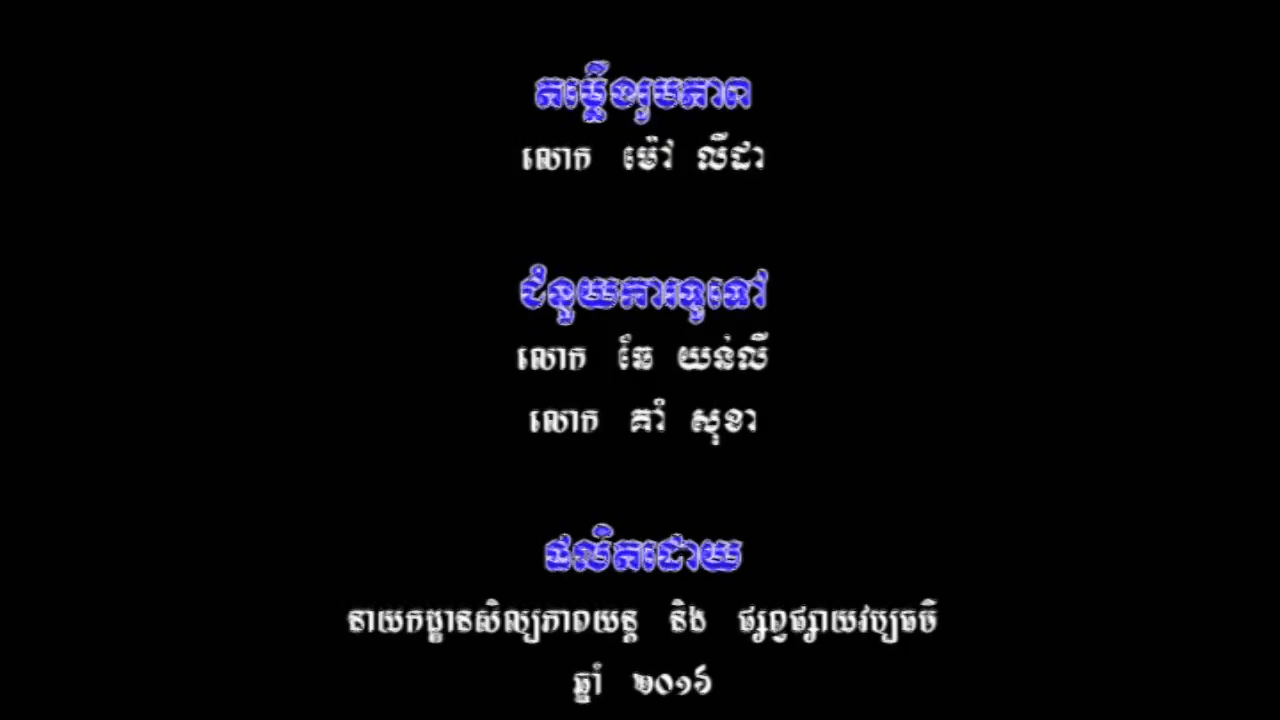 តម្លើងរូបភាព
លោក ម៉ៅ លីដា
ជំនួយការទូទៅ
លោក ឆែ យន់លី
លោក គាំ សុខា
ផលិតដោយ
នាយកដ្ឋានសិល្បភាពយន្ត និង ផ្សព្វផ្សាយវប្បធម៌
ឆ្នាំ ២០១៦